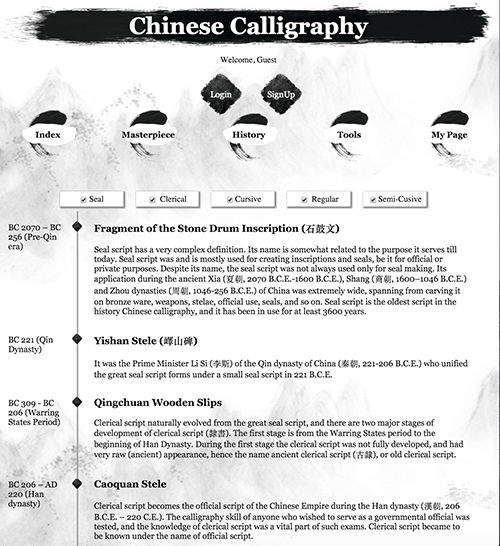 Chinese Calligraphy
Welcome, Guest
Login
SignUp
Index
Masterpiece
History
Tools
My Page
Seal
Clerical
Cursive
Regular
Semi-Cusive
BC 2070 – BC
256 (Pre-Qin
era)
Fragment of the Stone Drum Inscription (石鼓文)
Seal script has a very complex definition. Its name is somewhat related to the purpose it serves till
today. Seal script was and is mostly used for creating inscriptions and seals, be it for official or
private purposes. Despite its name, the seal script was not always used only for seal making. Its
application during the ancient Xia (夏朝, 2070 B.C.E.-1600 B.C.E.), Shang (商朝, 1600–1046 B.C.E.)
and Zhou dynasties (周朝, 1046-256 B.C.E.) of China was extremely wide, spanning from carving it
on bronze ware, weapons, stelae, official use, seals, and so on. Seal script is the oldest script in the
history Chinese calligraphy, and it has been in use for at least 3600 years.
BC 221 (Qin
Dynasty)
Yishan Stele (嶧山碑)
It was the Prime Minister Li Si (李斯) of the Qin dynasty of China (秦朝, 221-206 B.C.E.) who unified
the great seal script forms under a small seal script in 221 B.C.E.
BC 309 - BC
206 (Warring
States Period)
Qingchuan Wooden Slips
Clerical script naturally evolved from the great seal script, and there are two major stages of
development of clerical script (隸書). The first stage is from the Warring States period to the
beginning of Han Dynasty. During the first stage the clerical was not fully developed, and had
very raw (ancient) appearance, hence the name ancient clerical script (古隸), or old clerical script.
BC 206 – AD
220 (Han
dynasty)
Caoquan Stele
Clerical script becomes the official script of the Chinese Empire during the Han dynasty (漢朝, 206
B.C.E. – 220 C.E.). The calligraphy skill of anyone who wished to serve as a governmental official was
tested, and the knowledge of clerical script was a vital part of such exams. Clerical script became to
be known under the name of official script.